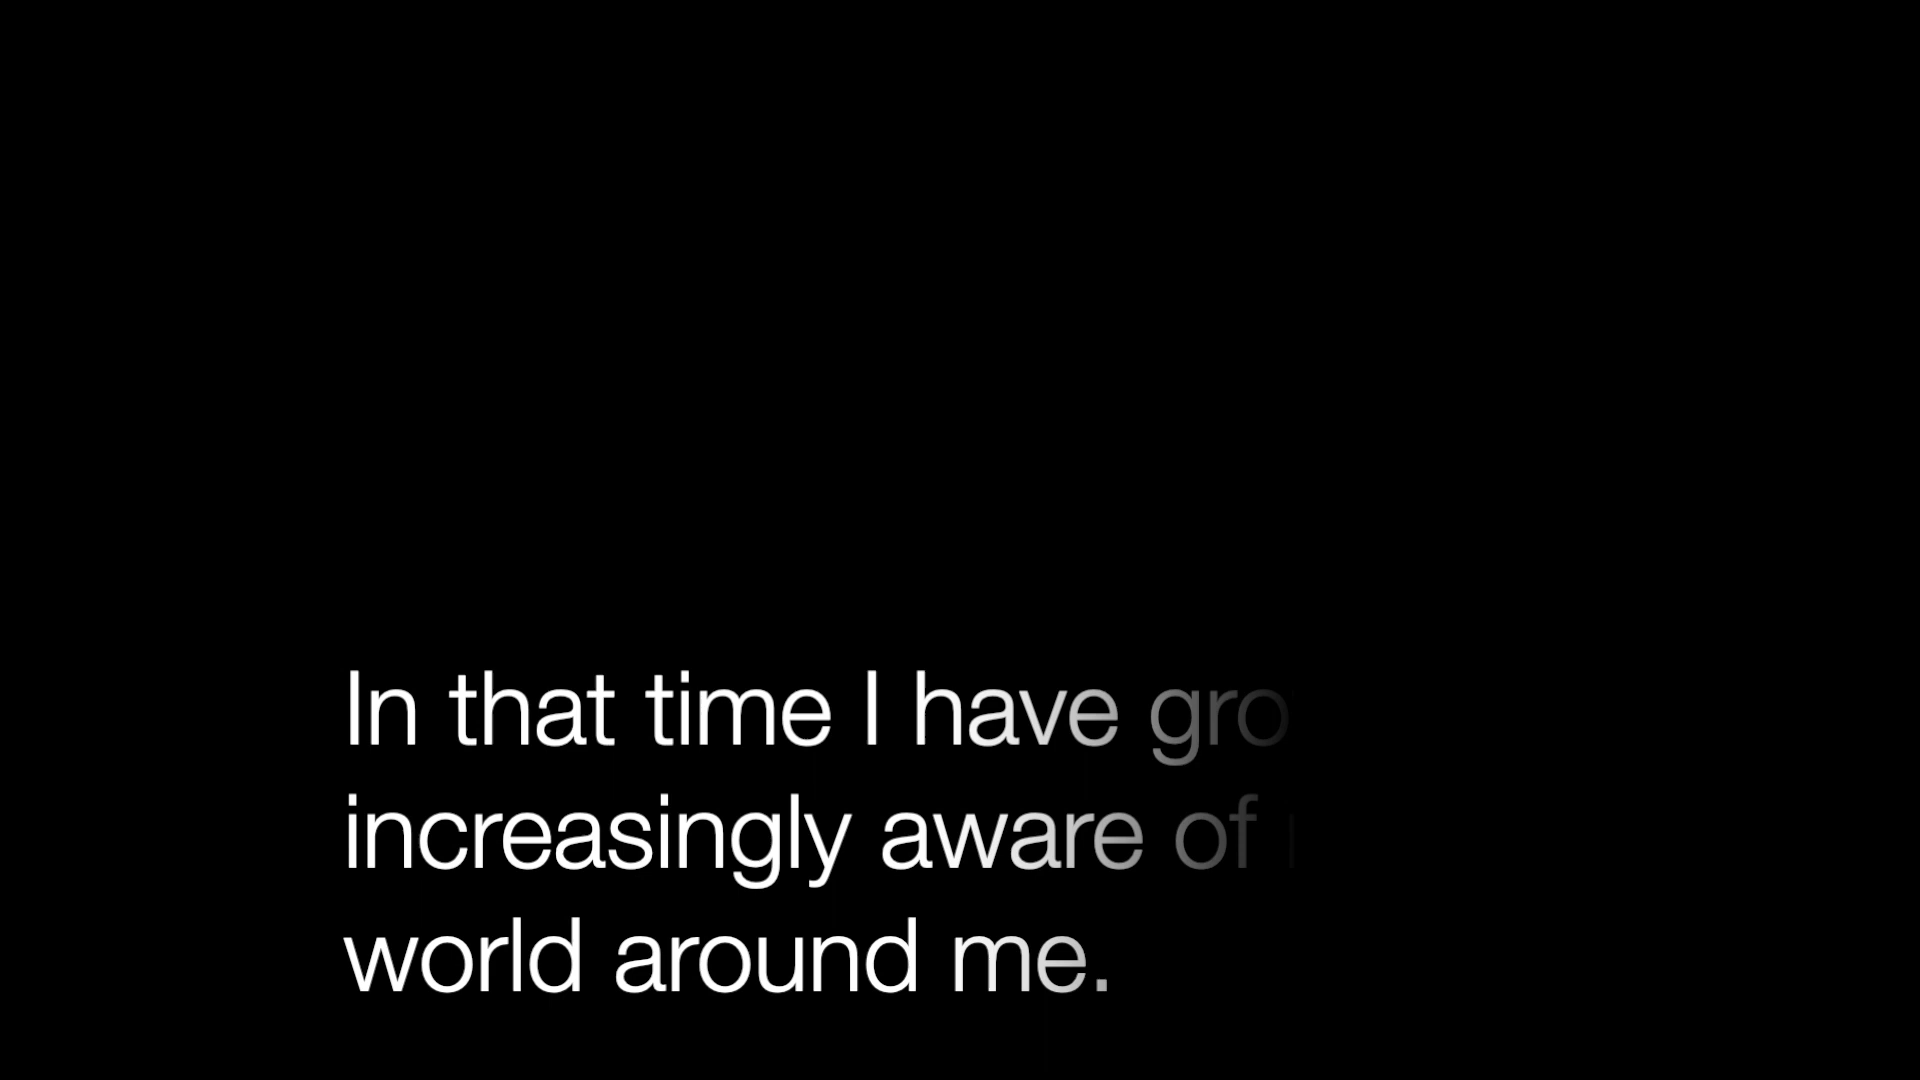 In that time I have gro
increasingly aware of
world around me.